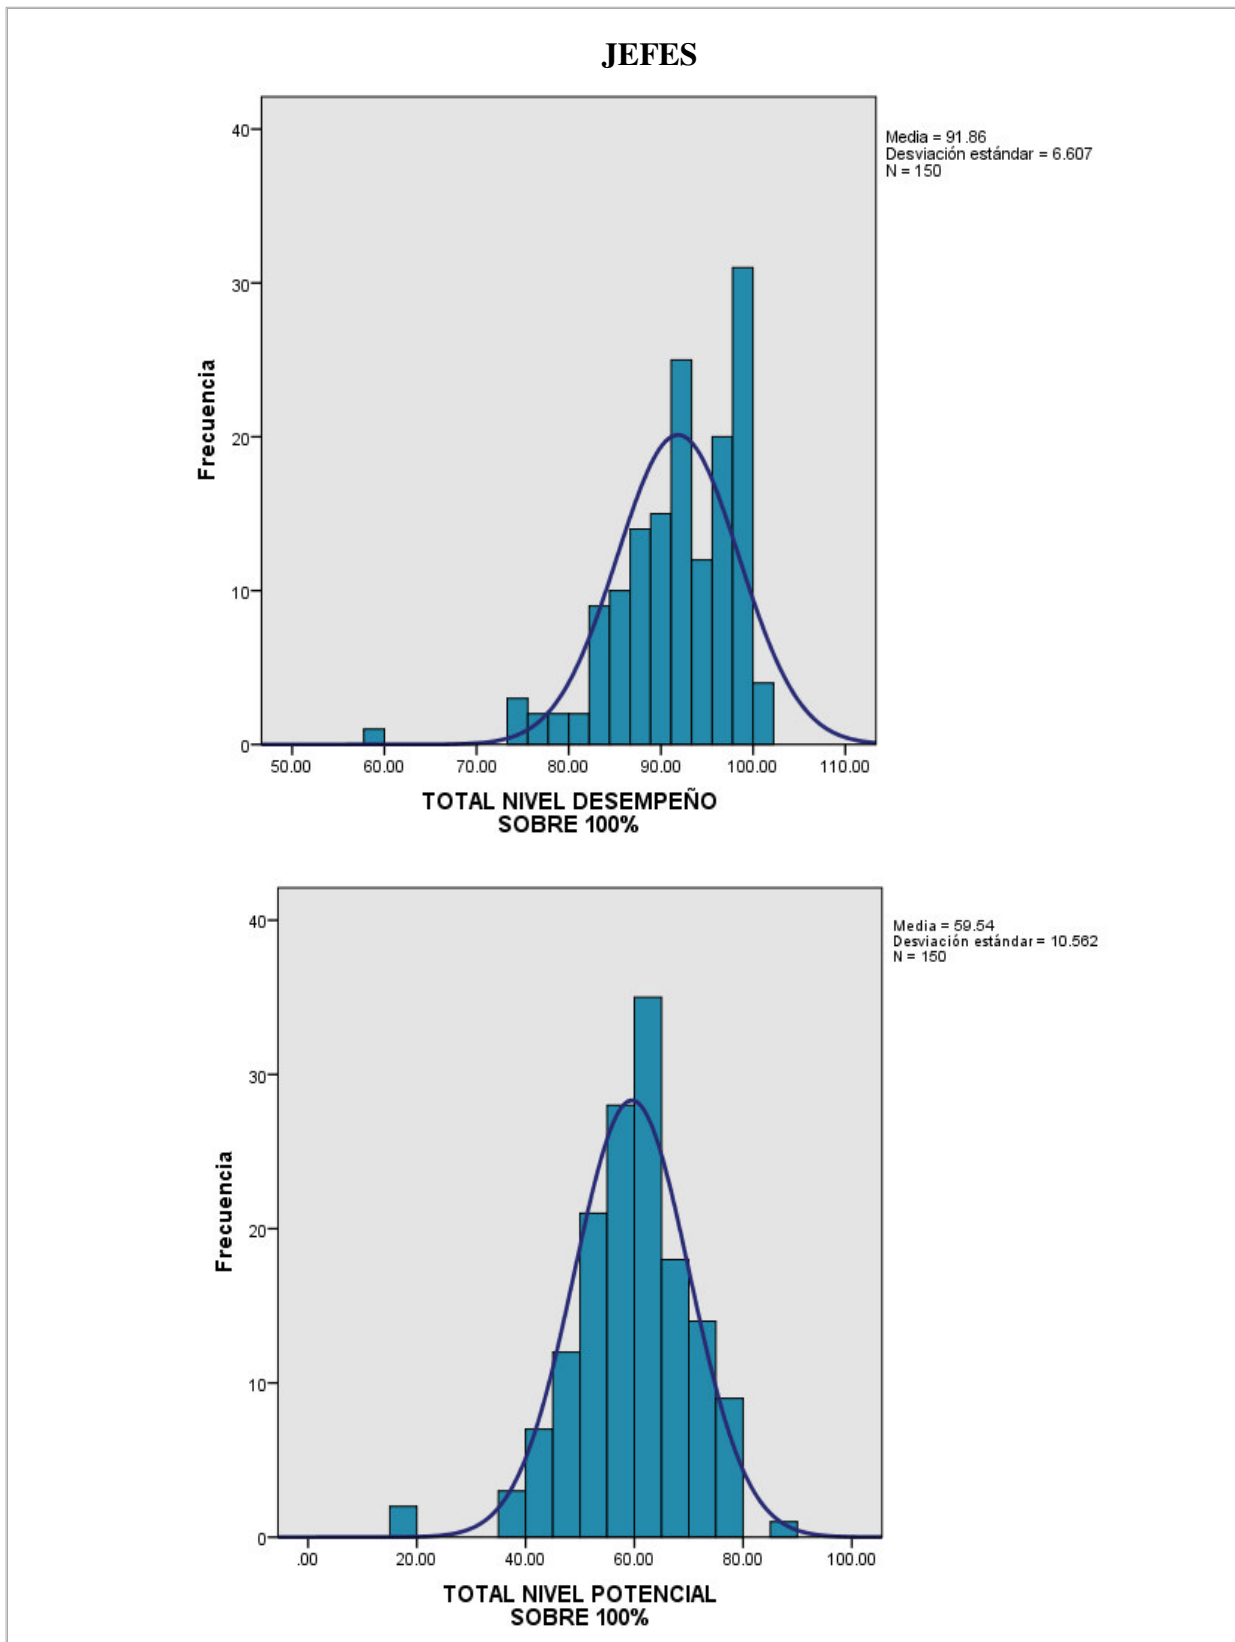 JEFES
40
30
20
10
0
Frecuencia
Media = 91.86
Desviación estándar = 6.607
N = 150
50.00 60.00 70.00 80.00 90.00 100.00 110.00
TOTAL NIVEL DESEMPEÑO
SOBRE 100%
40
30
20
10
0
Frecuencia
Media = 59.54
Desviación estándar = 10.562
N = 150
.00 20.00 40.00 60.00 80.00 100.00
TOTAL NIVEL POTENCIAL
SOBRE 100%